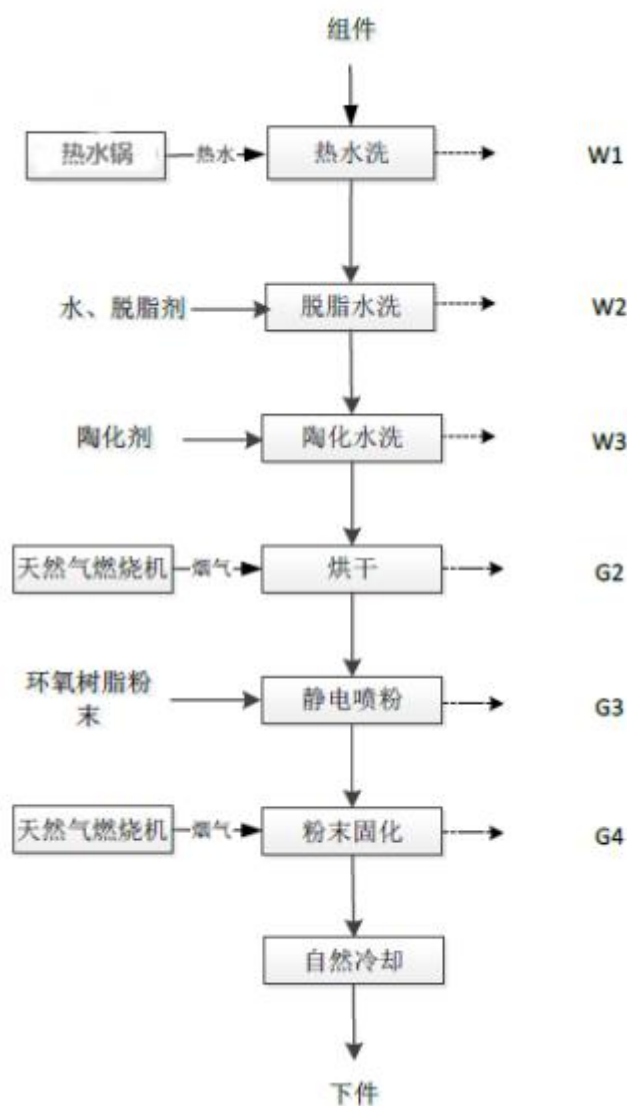 组件
热水锅
热水
热水洗
W1
水、脱脂剂
脱脂水洗
W2
陶化剂
陶化水洗
W3
天然气燃烧机
烟气
烘干
G2
环氧树脂粉
末
静电喷粉
G3
天然气燃烧机
烟气
粉末固化
G4
自然冷却
下件